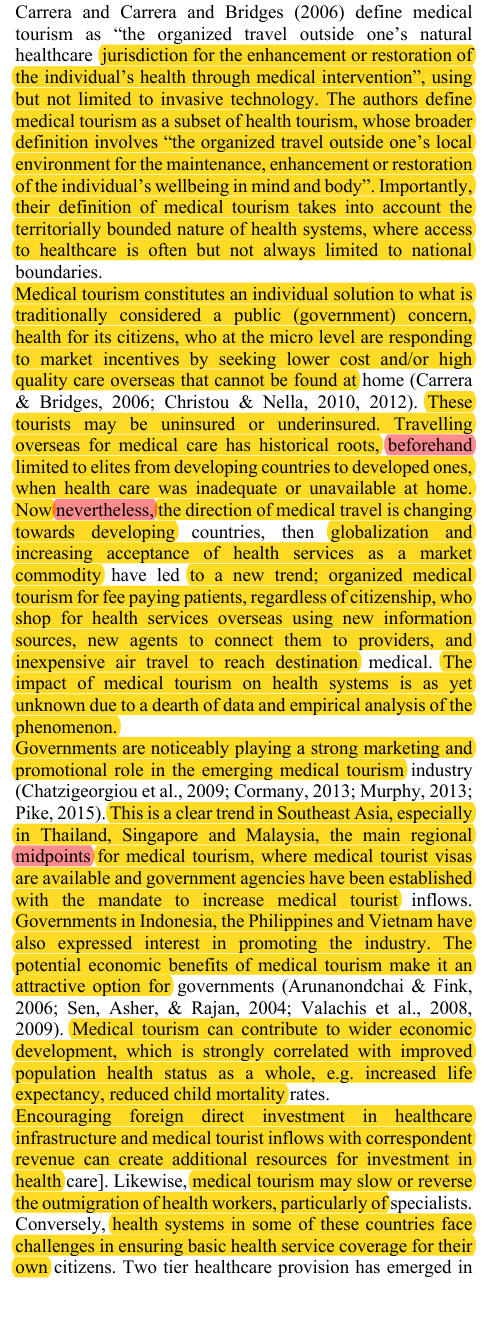 Carrera and Carrera and Bridges (2006) define medical
tourism as “the organized travel outside one’s natural
healthcare jurisdiction for the enhancement or restoration of
the individual’s health through medical intervention”, using
but not limited to invasive technology. The authors define
medical tourism as a subset of health tourism, whose broader
definition involves “the organized travel outside one’s local
environment for the maintenance, enhancement or restoration
of the individual’s wellbeing in mind and body”. Importantly,
their definition of medical tourism takes into account the
territorially bounded nature of health systems, where access
to healthcare is often but not always limited to national
boundaries.
Medical tourism constitutes an individual solution to what is
traditionally considered a public (government) concern,
health for its citizens, who at the micro level are responding
to market incentives by seeking lower cost and/or high
quality care overseas that cannot be found at home (Carrera
& Bridges, 2006; Christou & Nella, 2010, 2012). These
tourists may be uninsured or underinsured. Travelling
overseas for medical care has historical roots, beforehand
limited to elites from developing countries to developed ones,
when health care was inadequate or unavailable at home.
Now nevertheless, the direction of medical travel is changing
towards developing countries, then globalization and
increasing acceptance of health services as a market
commodity have led to a new trend; organized medical
tourism for fee paying patients, regardless of citizenship, who
shop for health services overseas using new information
sources, new agents to connect them to providers, and
inexpensive air travel to reach destination medical. The
impact of medical tourism on health systems is as yet
unknown due to a dearth of data and empirical analysis of the
phenomenon.
Governments are noticeably playing a strong marketing and
promotional role in the emerging medical tourism industry
(Chatzigeorgiou et al., 2009; Cormany, 2013; Murphy, 2013;
Pike, 2015). This is a clear trend in Southeast Asia, especially
in Thailand, Singapore and Malaysia, the main regional
midpoints for medical tourism, where medical tourist visas
are available and government agencies have been established
with the mandate to increase medical tourist inflows.
Governments in Indonesia, the Philippines and Vietnam have
also expressed interest in promoting the industry. The
potential economic benefits of medical tourism make it an
attractive option for governments (Arunanondchai & Fink,
2006; Sen, Asher, & Rajan, 2004; Valachis et al., 2008,
2009). Medical tourism can contribute to wider economic
development, which is strongly correlated with improved
population health status as a whole, e.g. increased life
expectancy, reduced child mortality rates.
Encouraging foreign direct investment in healthcare
infrastructure and medical tourist inflows with correspondent
revenue can create additional resources for investment in
health care]. Likewise, medical tourism may slow or reverse
the outmigration of health workers, particularly of specialists.
Conversely, health systems in some of these countries face
challenges in ensuring basic health service coverage for their
own citizens. Two tier healthcare provision has emerged in